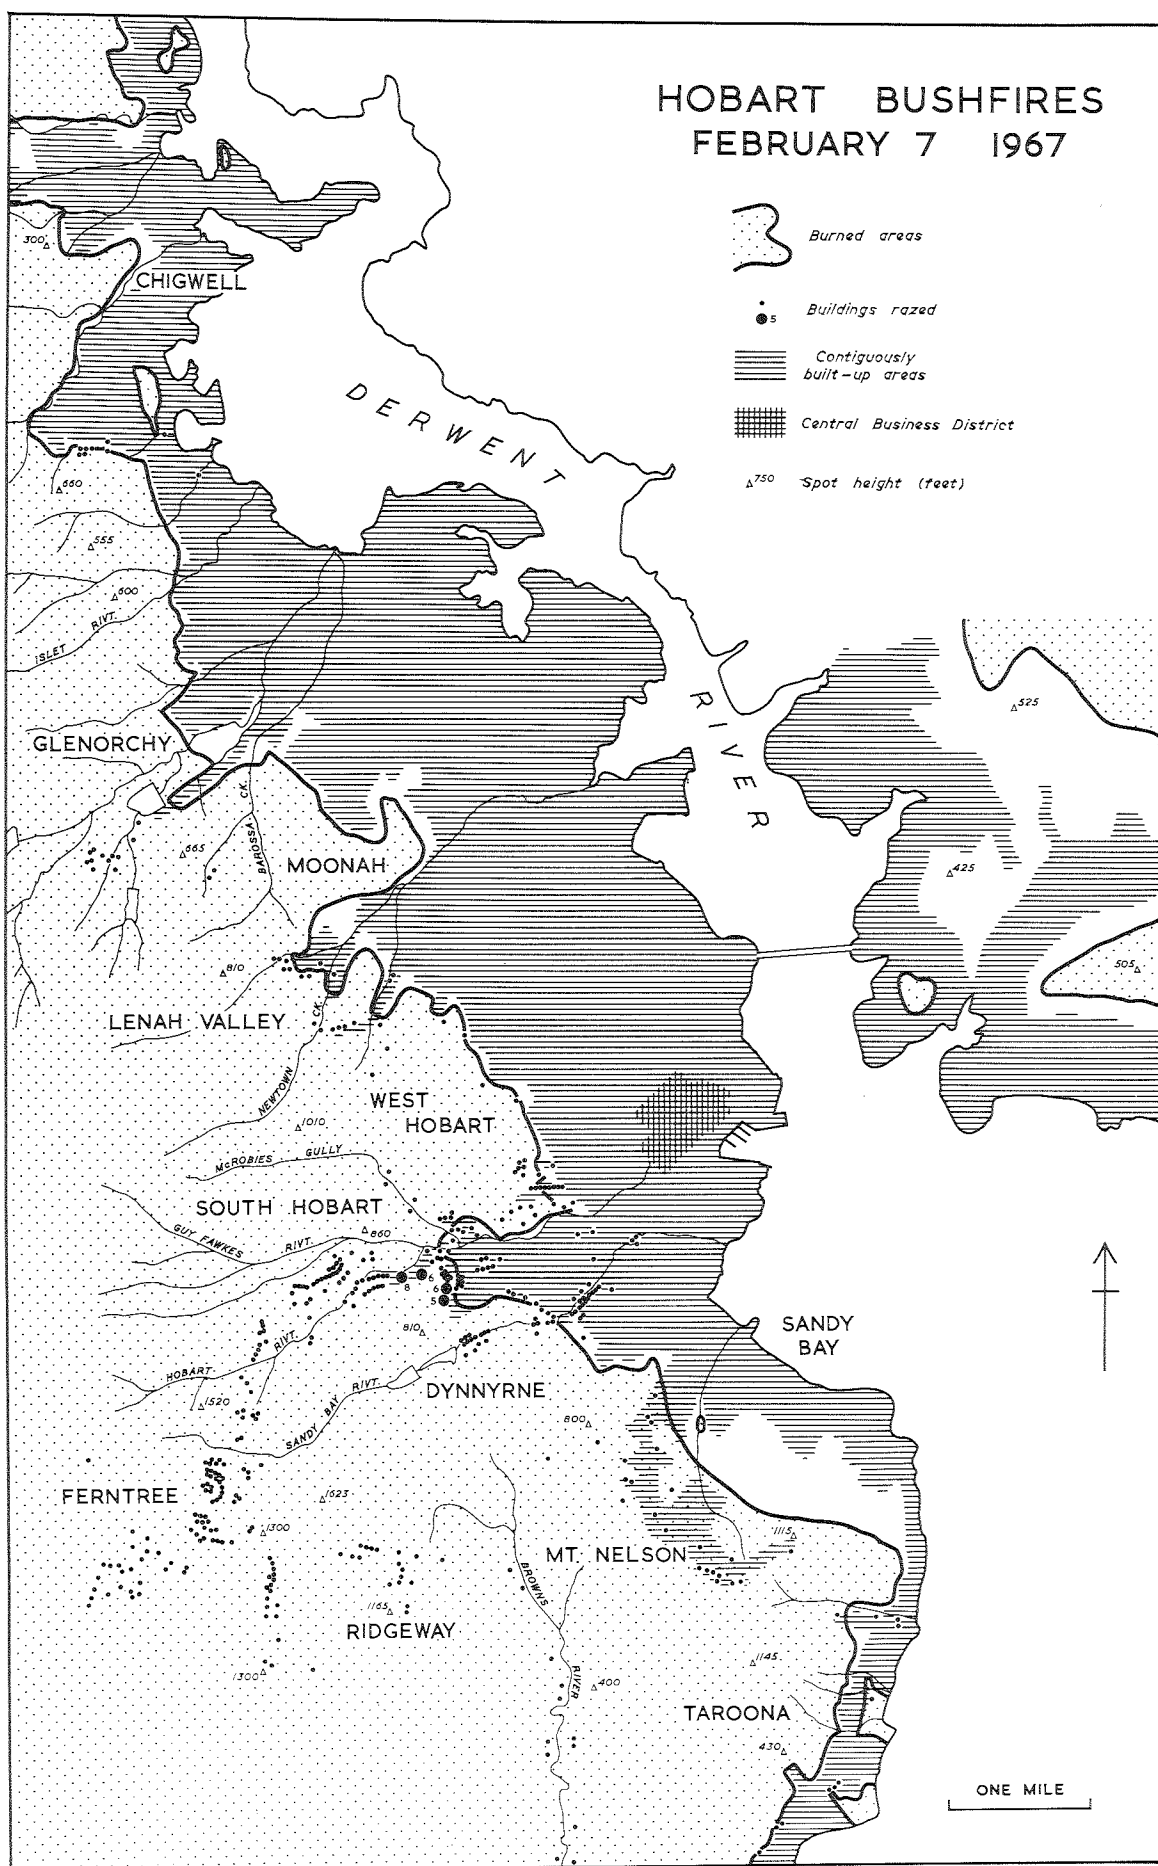 HOBART BUSHFIRES
FEBRUARY 7 1967
Burned areas
5
Buildings razed
Contiguously
built-up areas
Central Business District
750 Spot height (feet)
300
CHIGWELL
DERWENT
660
555
600
ISLET RIVT.
RIVER
525
GLENORCHY
BAROSSA CK.
665
MOONAH
425
810
505
LENAH VALLEY
NEWTOWN CK.
WEST
HOBART
1010
McROBIES GULLY
SOUTH HOBART
GUY FAWKES RIVT.
860
8
6
6
5
810
SANDY
BAY
HOBART RIVT.
DYNNYRNE
1520
SANDY BAY RIVT.
800
FERNTREE
1623
1300
1115
MT. NELSON
BROWNS RIVER
1165
RIDGEWAY
1300
1145
400
TAROONA
430
ONE MILE